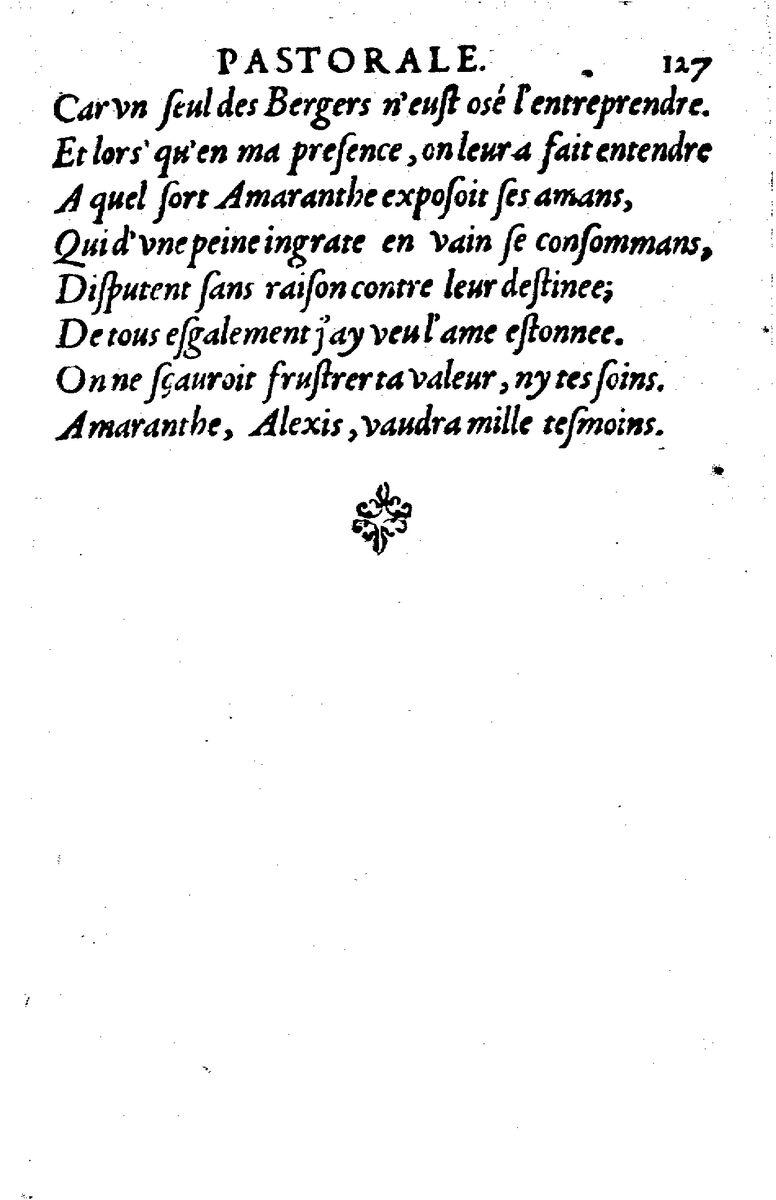 PASTORALE. 127
Car vn ſeul des Bergers n'euſt osé l'entreprendre.
Et lors' qu'en ma preſence, on leur a fait entendre
A quel ſort Amaranthe expoſoit ſes amans,
Qui d'vne peine ingrate en vain ſe conſommans,
Diſputent ſans raiſon contre leur deſtinee;
De tous eſgalement j'ay veu l'ame eſtonnee.
On ne ſçauroit fruſtrer ta valeur, ny tes ſoins.
Amaranthe, Alexis, vaudra mille teſmoins.